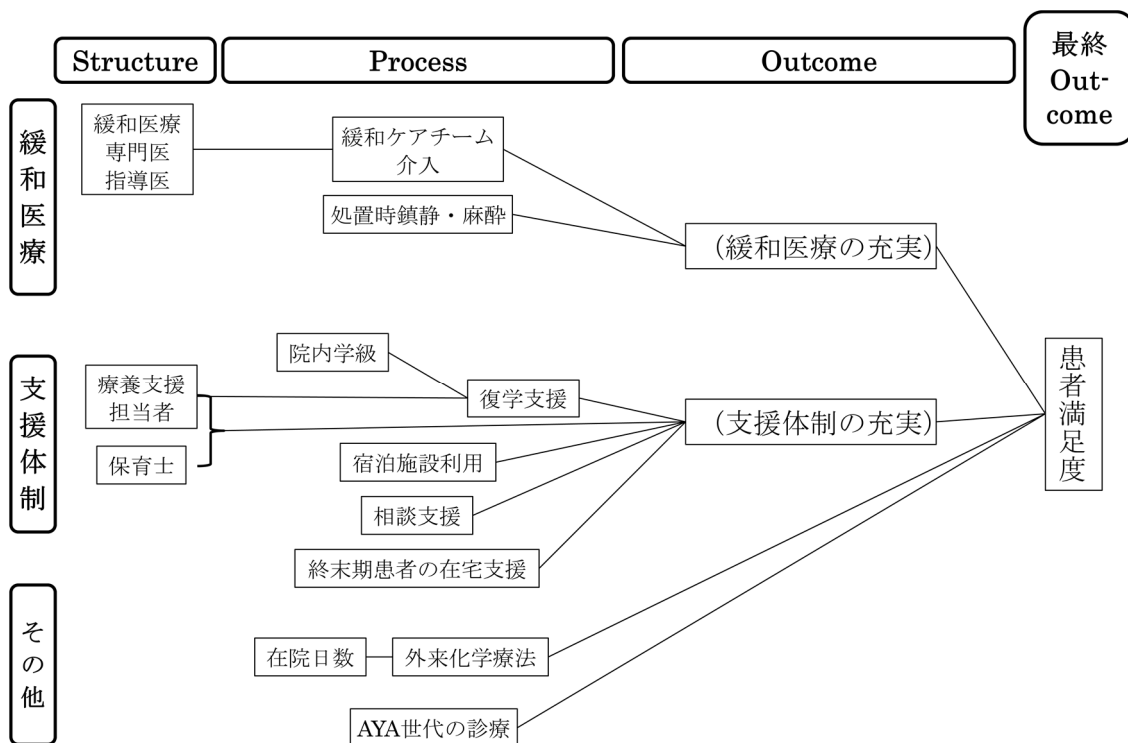 Structure
Process
Outcome
最終
Out-
come
緩和医療
緩和医療
専門医
指導医
緩和ケアチーム
介入
処置時鎮静・麻酔
(緩和医療の充実)
支援体制
療養支援
担当者
保育士
院内学級
復学支援
宿泊施設利用
相談支援
終末期患者の在宅支援
(支援体制の充実)
患者満足度
その他
在院日数
外来化学療法
AYA世代の診療